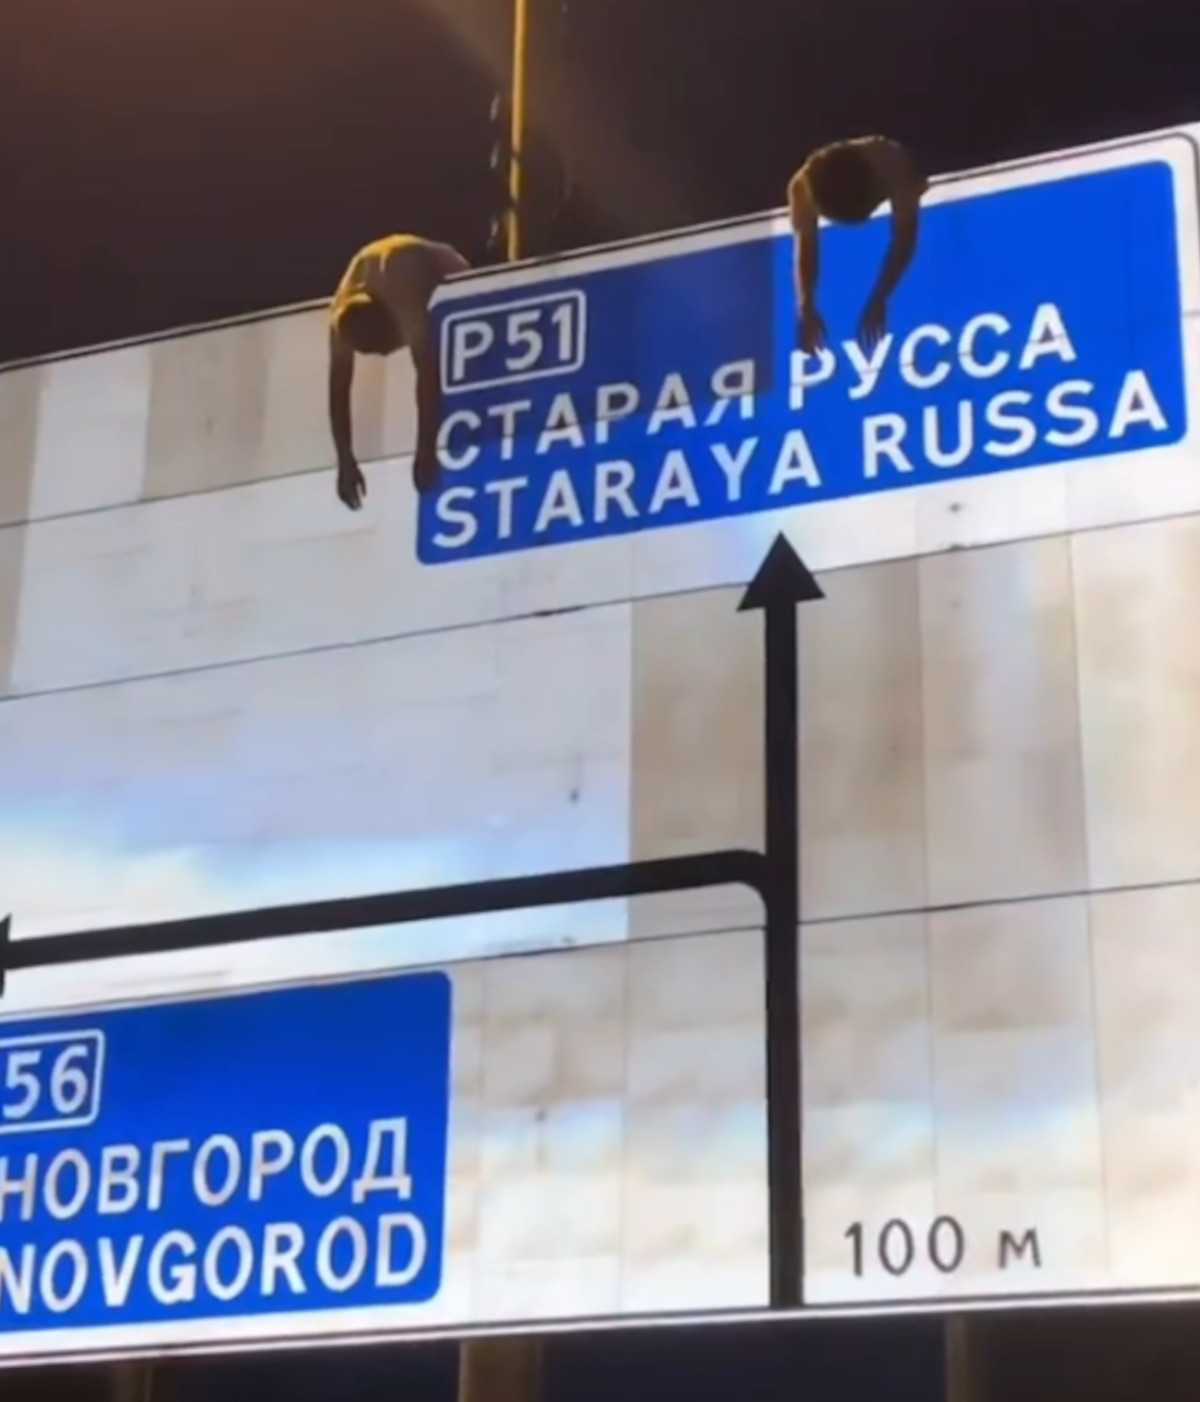 Р51
СТАРАЯ РУССА
STARAYA RUSSA
56
НОВГОРОД
NOVGOROD
100 м